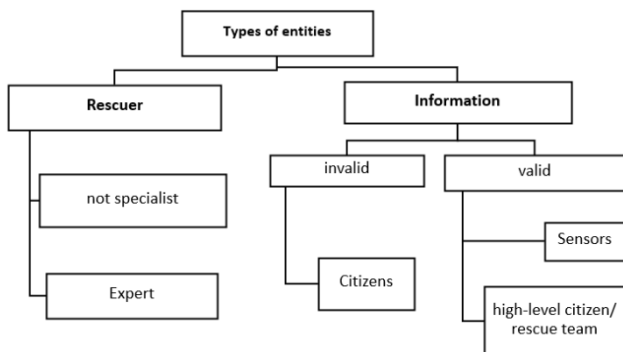 Types of entities
Rescuer
Information
not specialist
Expert
invalid
valid
Citizens
Sensors
high-level citizen/
rescue team